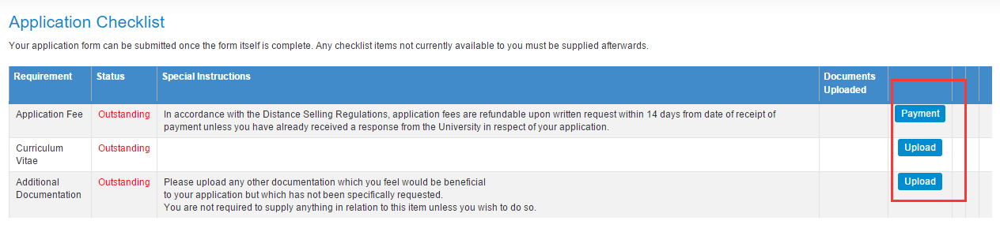 Application Checklist
Your application form can be submitted once the form itself is complete. Any checklist items not currently available to you must be supplied afterwards.
Requirement Status Special Instructions Documents
Uploaded
Application Fee Outstanding In accordance with the Distance Selling Regulations, application fees are refundable upon written request within 14 days from date of receipt of
payment unless you have already received a response from the University in respect of your application.
Payment
Curriculum
Vitae
Outstanding
Upload
Additional
Documentation
Outstanding
Please upload any other documentation which you feel would be beneficial
to your application but which has not been specifically requested.
You are not required to supply anything in relation to this item unless you wish to do so.
Upload